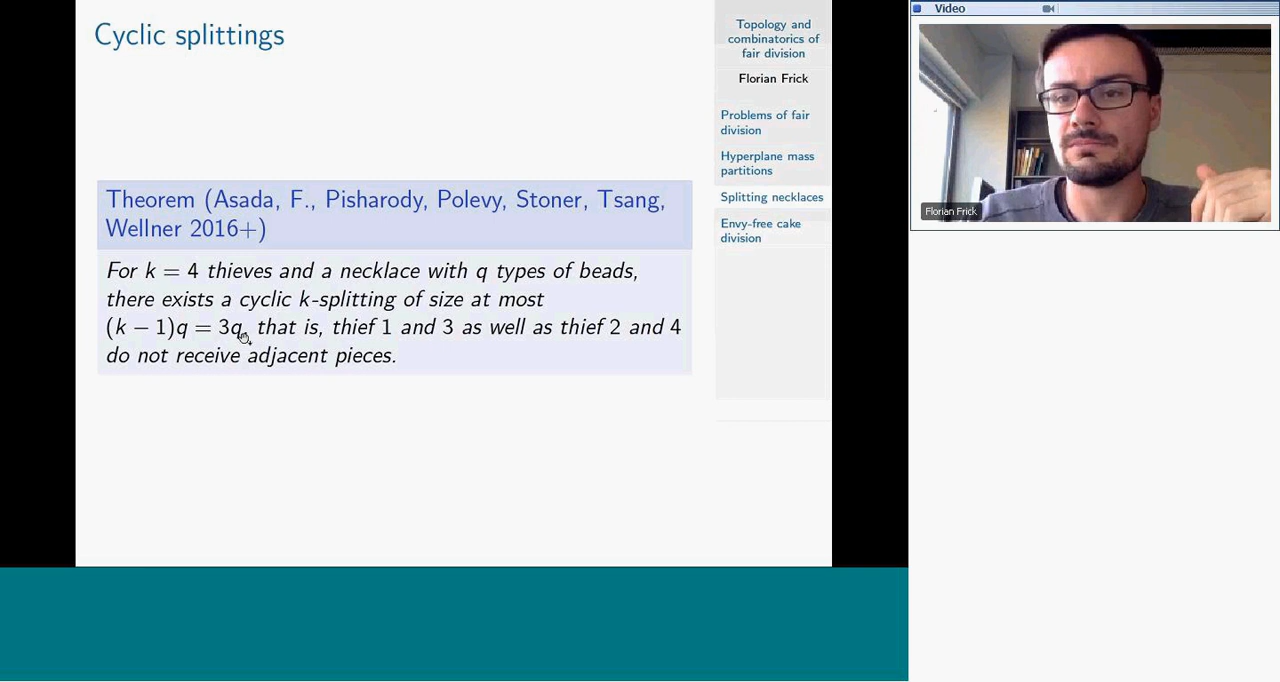 Cyclic splittings
Theorem (Asada, F., Pisharody, Polevy, Stoner, Tsang,
Wellner 2016+)
For k = 4 thieves and a necklace with q types of beads,
there exists a cyclic k-splitting of size at most
(k − 1)q = 3q, that is, thief 1 and 3 as well as thief 2 and 4
do not receive adjacent pieces.
Topology and
combinatorics of
fair division
Florian Frick
Problems of fair
division
Hyperplane mass
partitions
Splitting necklaces
Envy-free cake
division
Video
Florian Frick